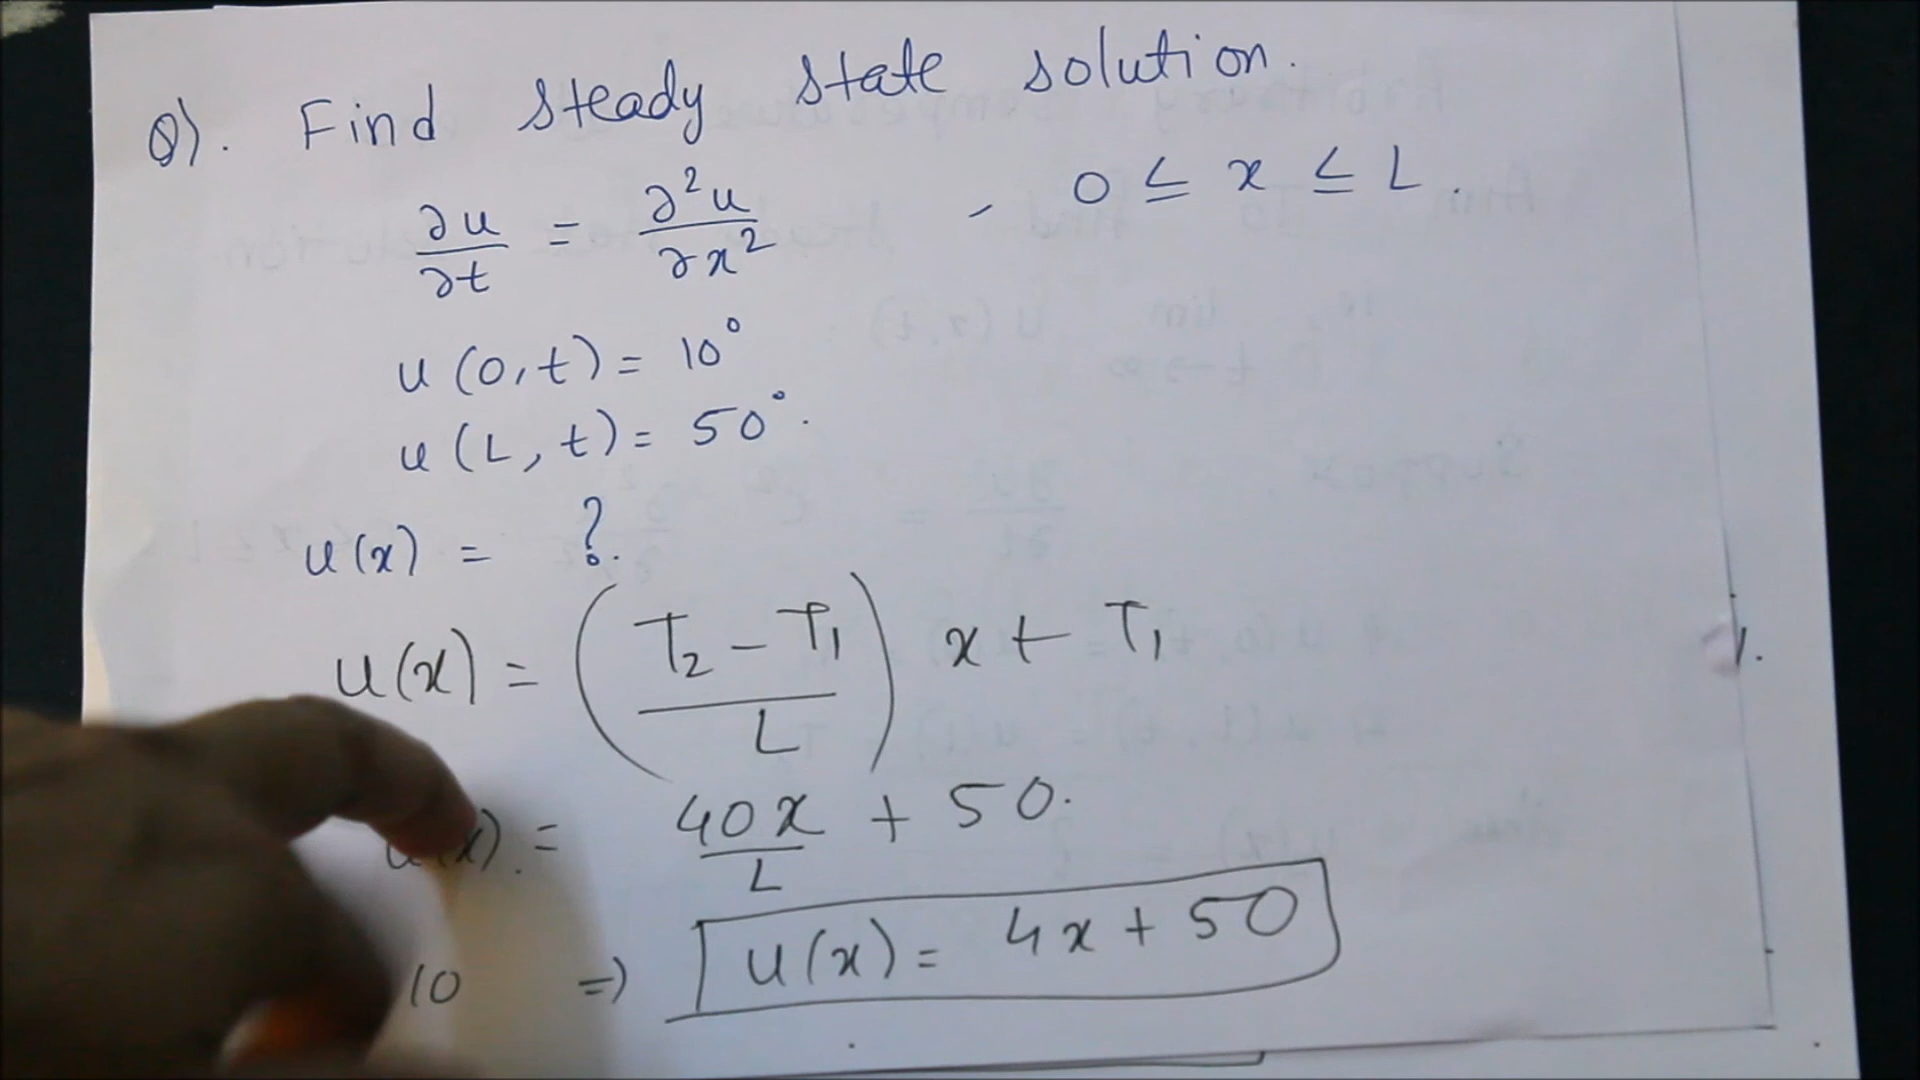 Q). Find steady state solution.
∂u/∂t = ∂²u/∂x² , 0 ≤ x ≤ L.
u(0,t) = 10°
u(L,t) = 50°.
u(x) = ?.
u(x) = (T₂ - T₁ / L) x + T₁
u(x) = 40x/L + 50.
10 ⇒ u(x) = 4x + 50